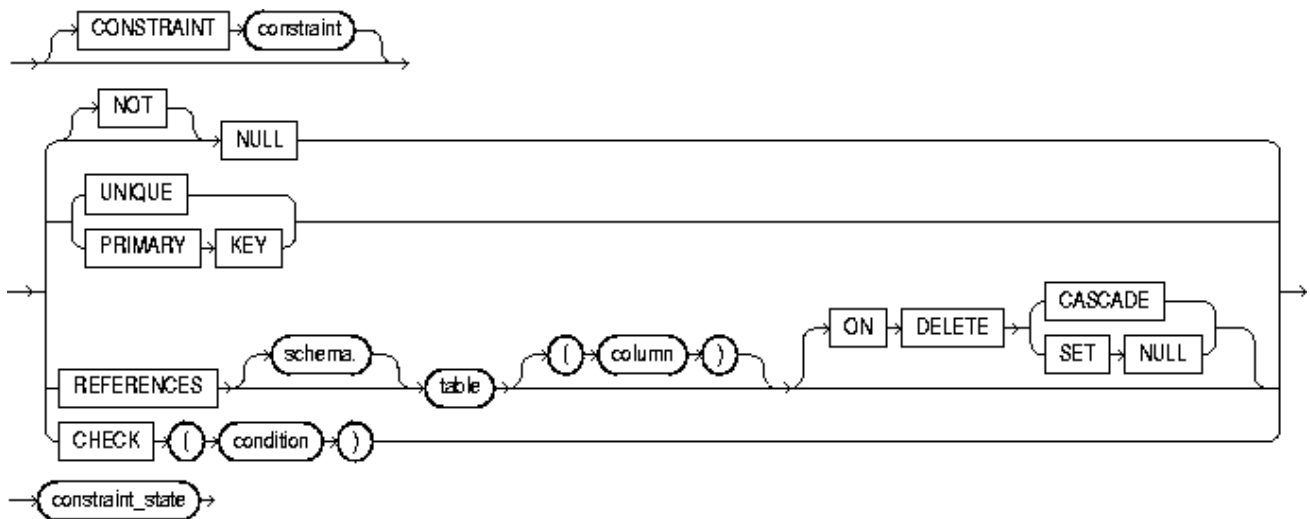 CONSTRAINT constraint
NOT
NULL
UNIQUE
PRIMARY KEY
CASCADE
ON DELETE
SET NULL
schema. ( column )
REFERENCES table
CHECK ( condition )
constraint_state